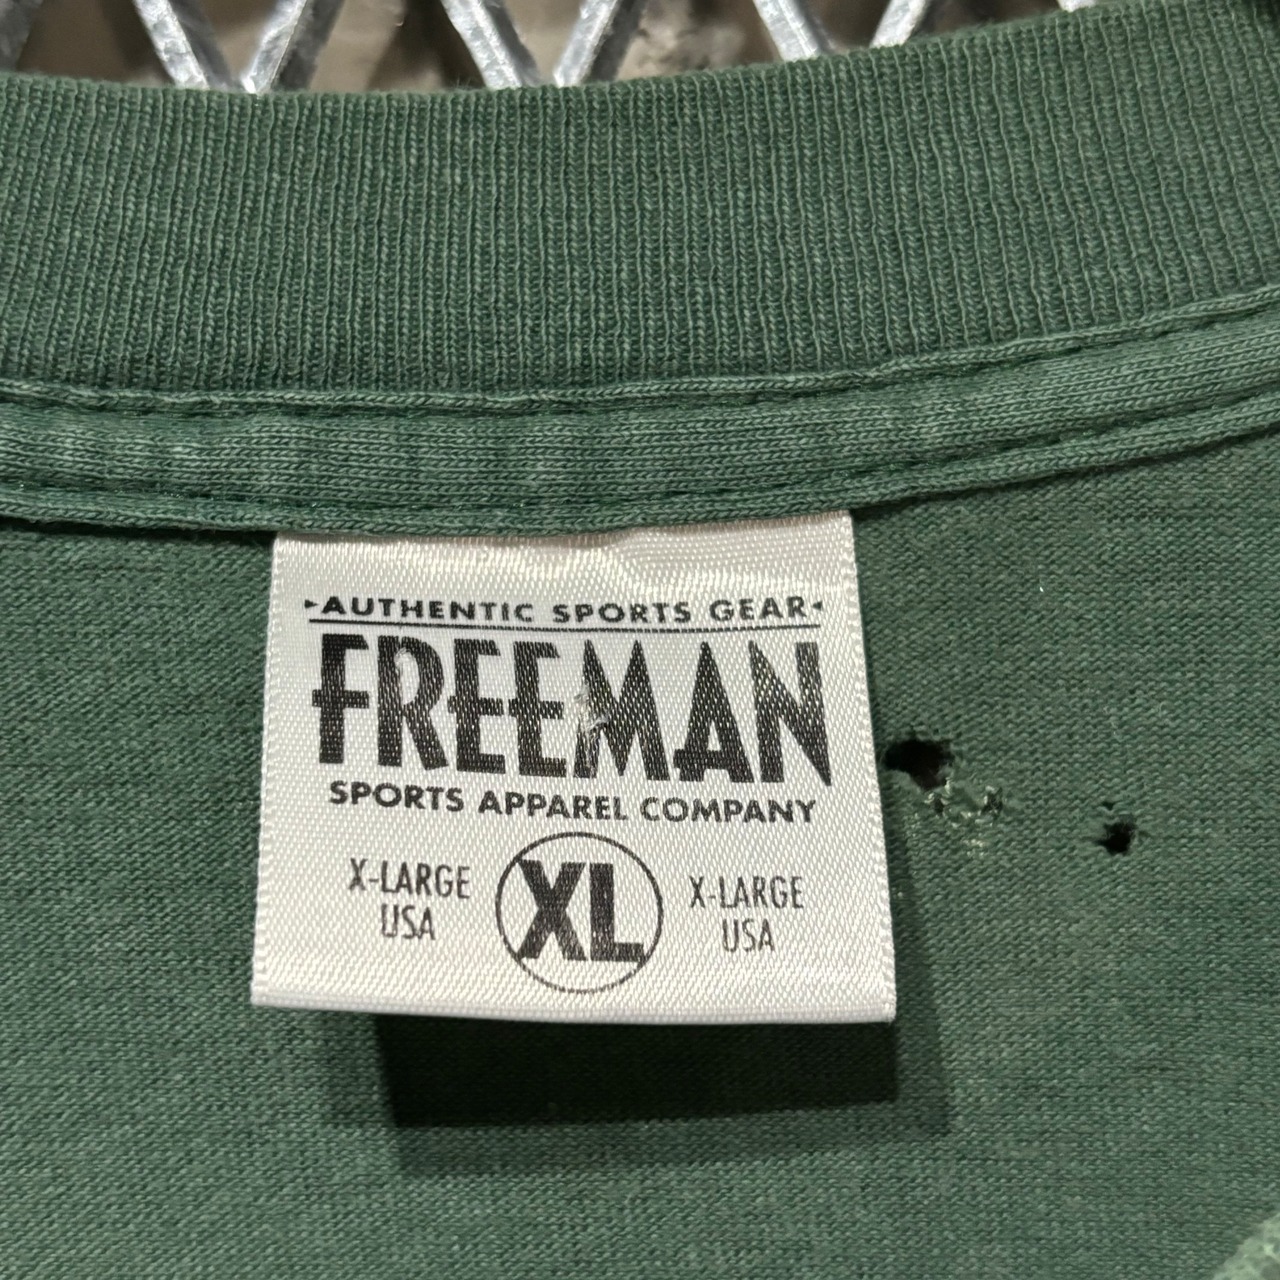 AUTHENTIC SPORTS GEAR
FREEMAN
SPORTS APPAREL COMPANY
X-LARGE
USA
XL
X-LARGE
USA